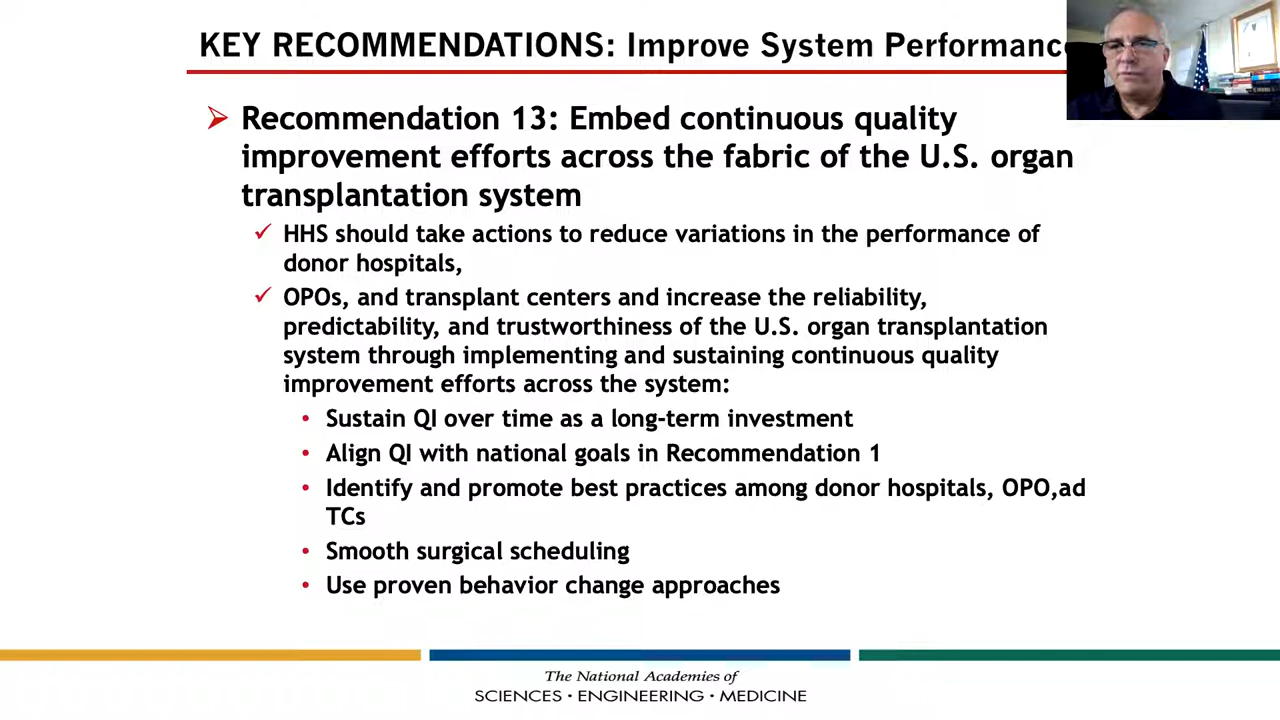 KEY RECOMMENDATIONS: Improve System Performance
Recommendation 13: Embed continuous quality
improvement efforts across the fabric of the U.S. organ
transplantation system
HHS should take actions to reduce variations in the performance of
donor hospitals,
OPOs, and transplant centers and increase the reliability,
predictability, and trustworthiness of the U.S. organ transplantation
system through implementing and sustaining continuous quality
improvement efforts across the system:
• Sustain QI over time as a long-term investment
• Align QI with national goals in Recommendation 1
• Identify and promote best practices among donor hospitals, OPO,ad
TCs
• Smooth surgical scheduling
• Use proven behavior change approaches
The National Academies of
SCIENCES • ENGINEERING • MEDICINE